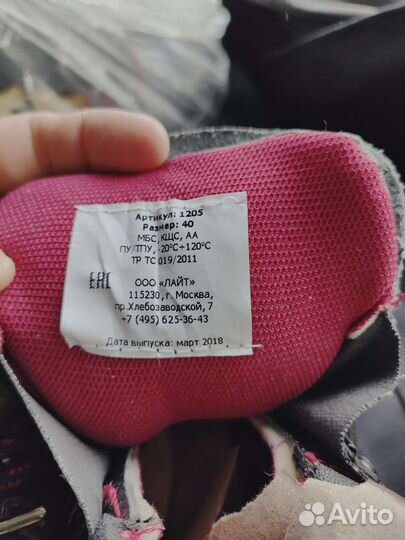 Артикул: 1205
Размер: 40
МБС, КЩС, АА
ПУ/ТПУ, -20°С+120°С
ТР ТС 019/2011
ЕАС
ООО «ЛАЙТ»
115230, г. Москва,
пр.Хлебозаводской, 7
+7 (495) 625-36-43
Дата выпуска: март 2018
Avito